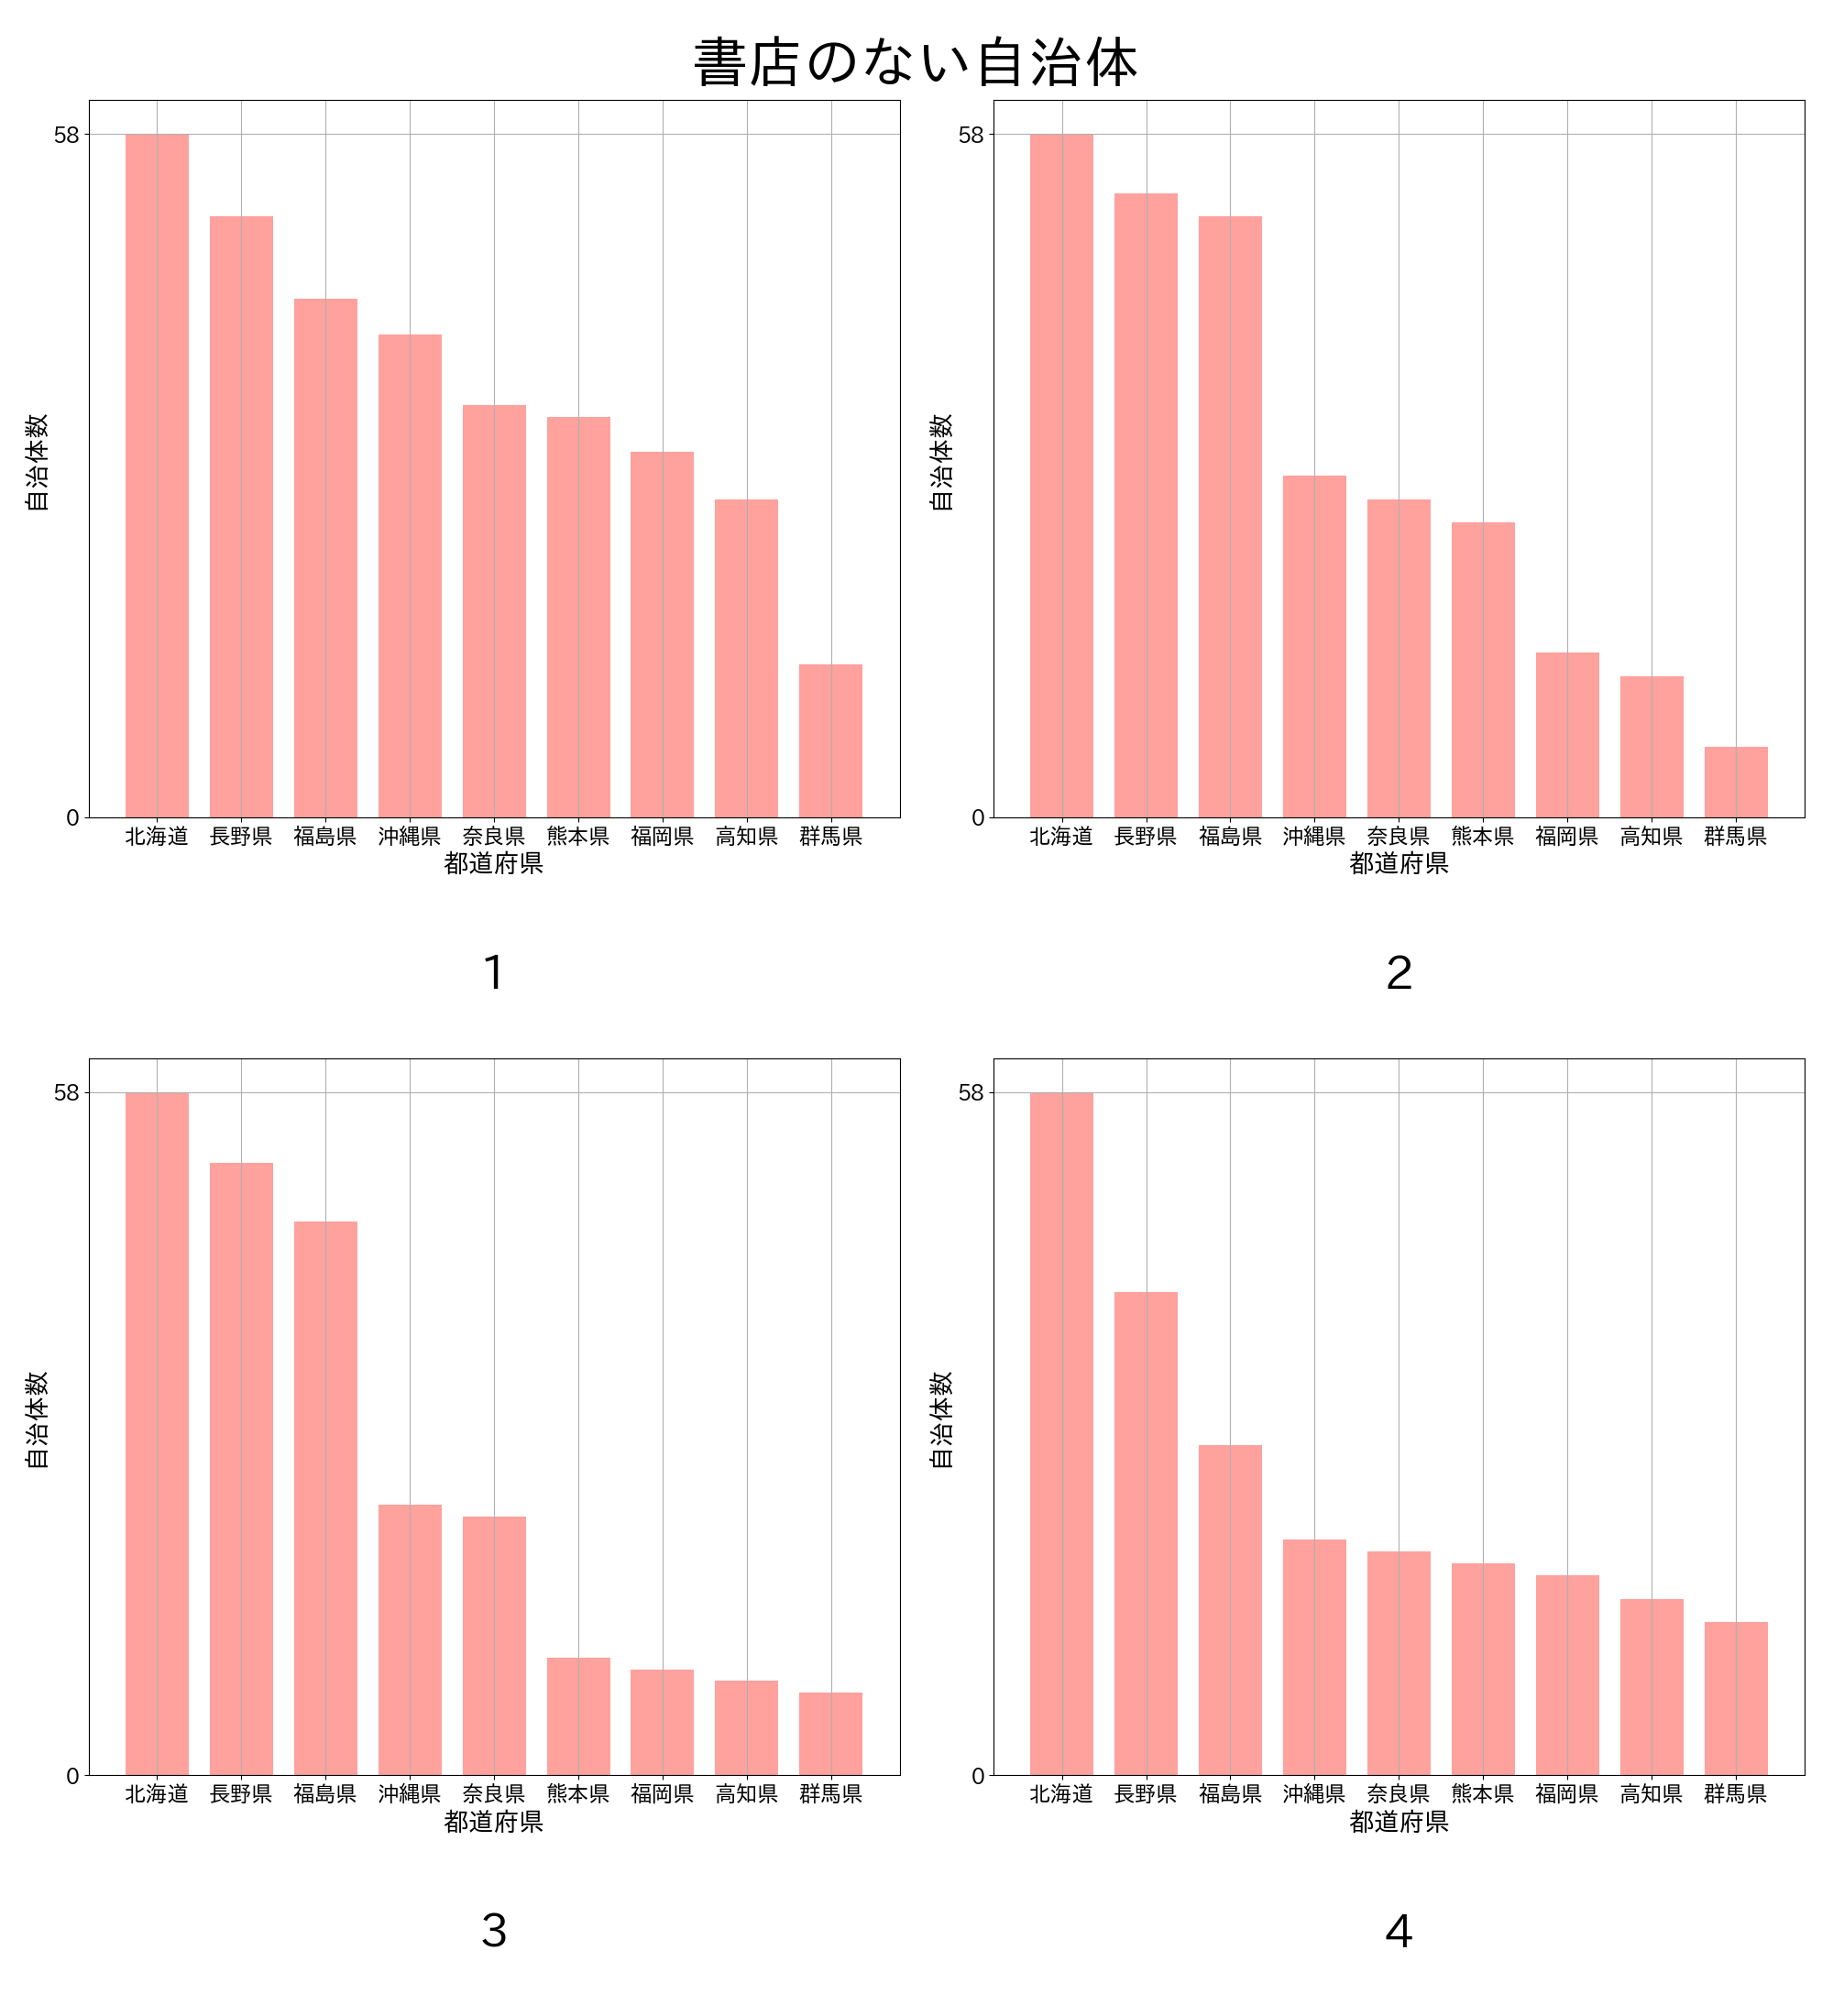 書店のない自治体
58
0
自治体数
北海道 長野県 福島県 沖縄県 奈良県 熊本県 福岡県 高知県 群馬県
都道府県
1
58
0
自治体数
北海道 長野県 福島県 沖縄県 奈良県 熊本県 福岡県 高知県 群馬県
都道府県
2
58
0
自治体数
北海道 長野県 福島県 沖縄県 奈良県 熊本県 福岡県 高知県 群馬県
都道府県
3
58
0
自治体数
北海道 長野県 福島県 沖縄県 奈良県 熊本県 福岡県 高知県 群馬県
都道府県
4